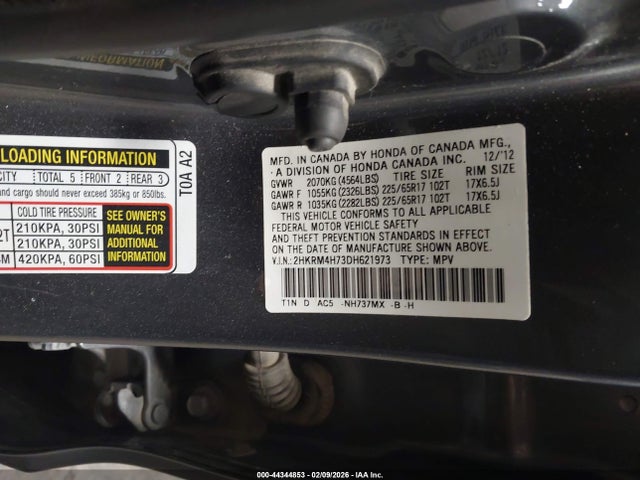 LOADING INFORMATION
CITY TOTAL 5 FRONT 2 REAR 3
and cargo should never exceed 385kg or 850lbs.
COLD TIRE PRESSURE
210KPA, 30PSI
210KPA, 30PSI
420KPA, 60PSI
SEE OWNER'S
MANUAL FOR
ADDITIONAL
INFORMATION
T0A A2
MFD. IN CANADA BY HONDA OF CANADA MFG.,
A DIVISION OF HONDA CANADA INC. 12/'12
GVWR 2070KG (4564LBS) TIRE SIZE RIM SIZE
GAWR F 1055KG (2326LBS) 225/65R17 102T 17X6.5J
GAWR R 1035KG (2282LBS) 225/65R17 102T 17X6.5J
THIS VEHICLE CONFORMS TO ALL APPLICABLE
FEDERAL MOTOR VEHICLE SAFETY, BUMPER,
AND THEFT PREVENTION STANDARDS IN EFFECT
ON THE DATE OF MANUFACTURE SHOWN ABOVE.
V.I.N.: 2HKRM4H73DH621973 TYPE: MPV
T1N D AC5 -NH737MX -B -H
000-44344853 - 02/09/2026 - IAA Inc.